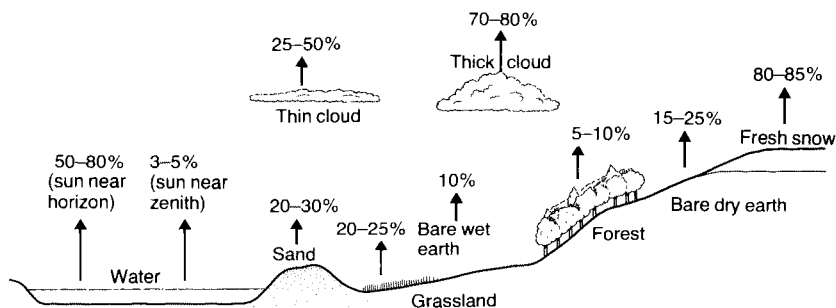 70–80%
25–50%
Thick cloud
80–85%
Thin cloud
5–10%
15–25%
Fresh snow
50–80%
(sun near
horizon)
3–5%
(sun near
zenith)
10%
20–30%
20–25%
Bare wet
earth
Bare dry earth
Sand
Forest
Water
Grassland